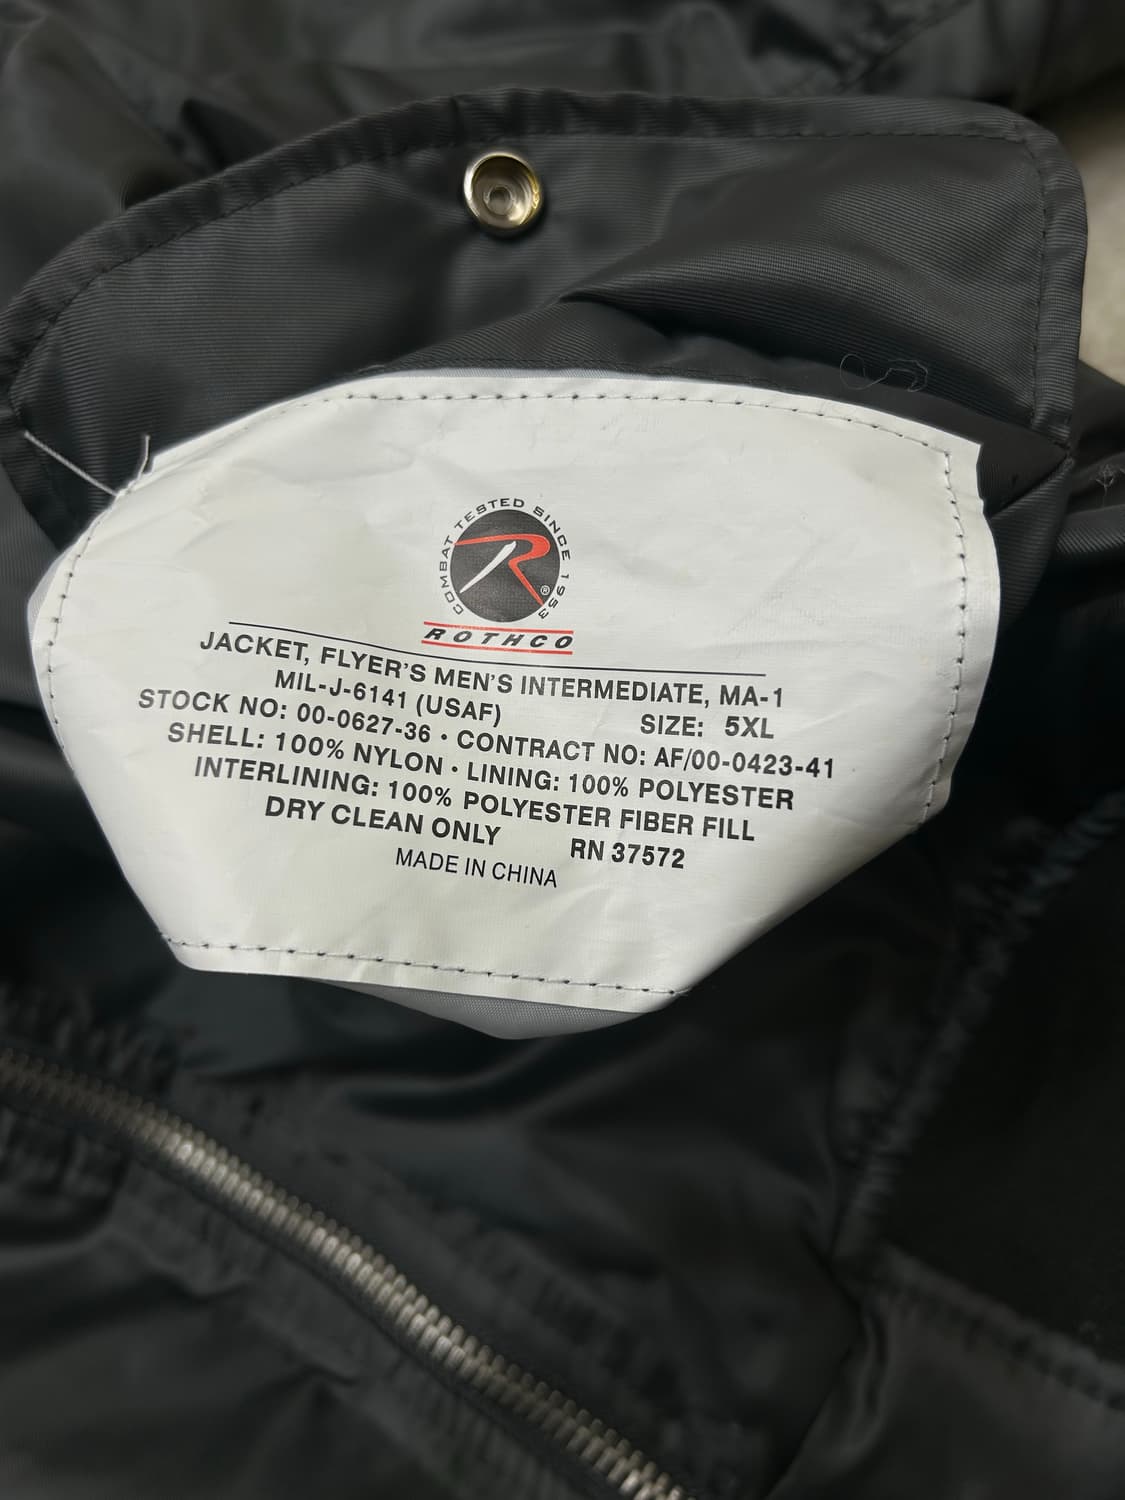 COMBAT TESTED SINCE 1953
R®
ROTHCO
JACKET, FLYER'S MEN'S INTERMEDIATE, MA-1
MIL-J-6141 (USAF) SIZE: 5XL
STOCK NO: 00-0627-36 • CONTRACT NO: AF/00-0423-41
SHELL: 100% NYLON • LINING: 100% POLYESTER
INTERLINING: 100% POLYESTER FIBER FILL
DRY CLEAN ONLY RN 37572
MADE IN CHINA